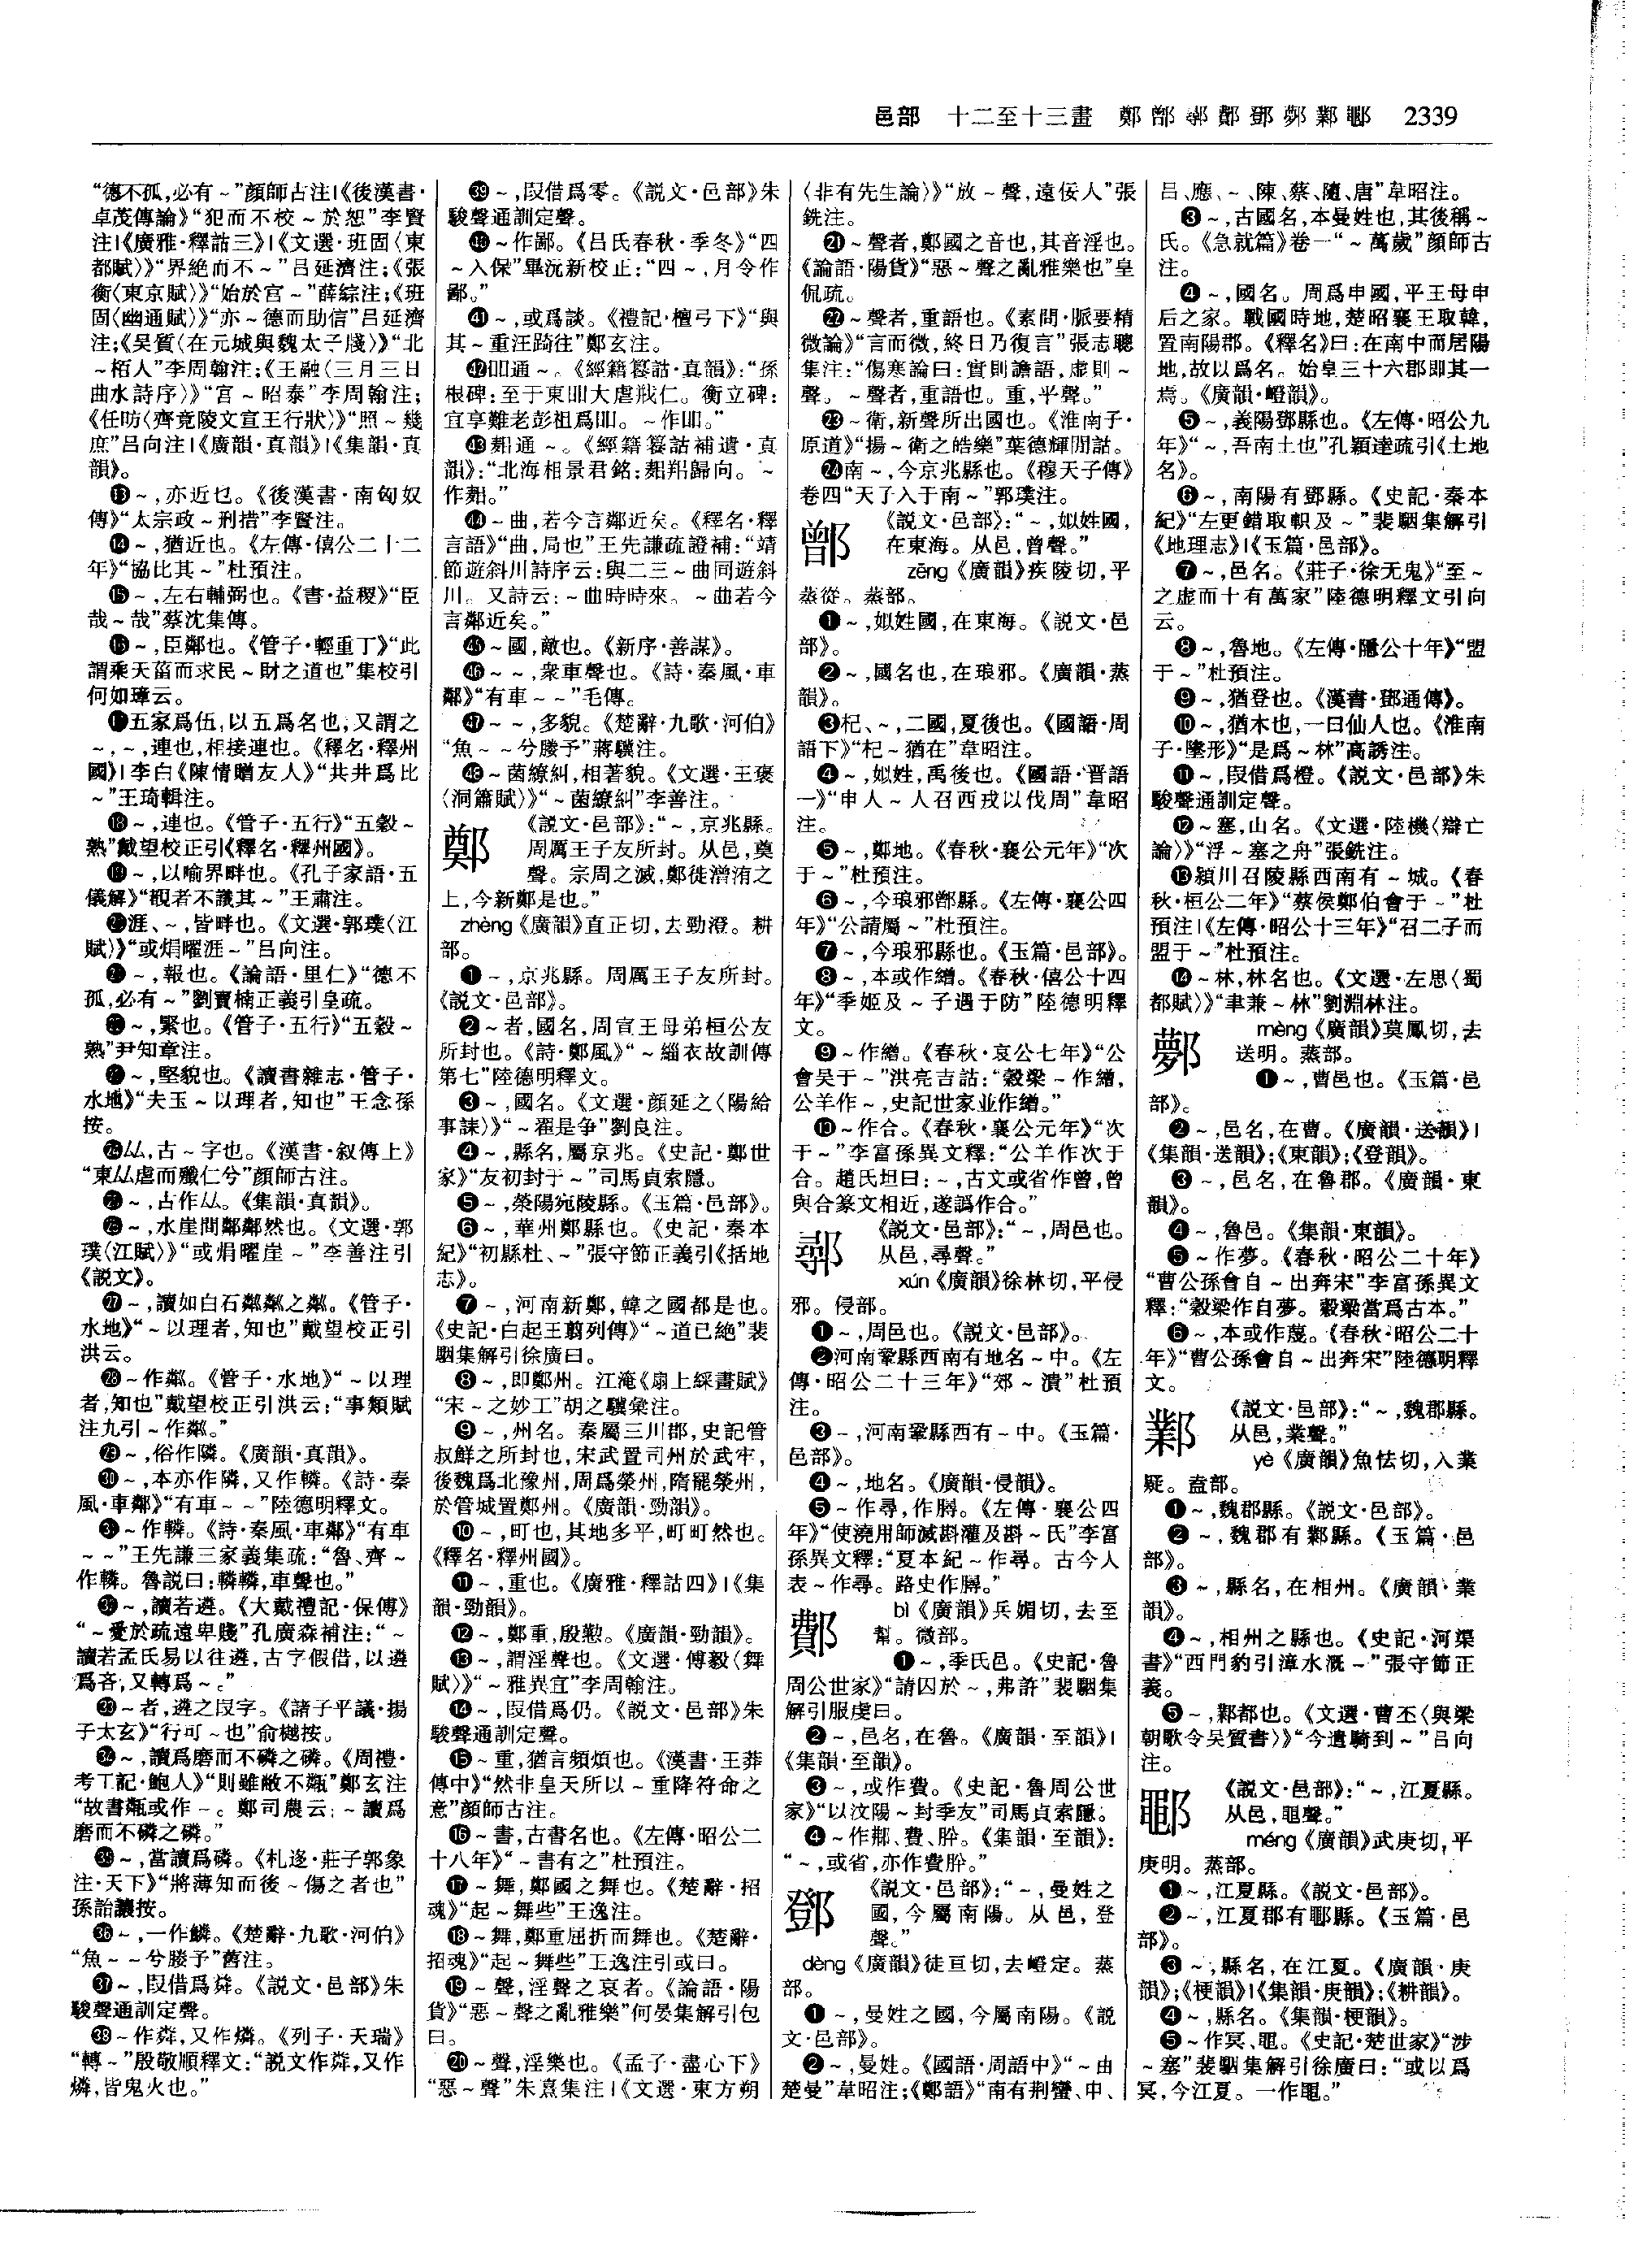 邑部 十二至十三畫 鄭鄫鄩鄪鄧鄸鄴鄳 2339
“德不孤,必有～”顔師古注|《後漢書·
卓茂傳論》“犯而不校～於恕”李賢
注|《廣雅·釋詁三》|《文選·班固〈東
都賦〉》“界絶而不～”吕延濟注;《張
衡〈東京賦〉》“始於宫～”薛綜注;《班
固〈幽通賦〉》“亦～德而助信”吕延濟
注;《吴質〈在元城與魏太子牋〉》“北
～栢人”李周翰注;《王融〈三月三日
曲水詩序〉》“宫～昭泰”李周翰注;
《任昉〈齊竟陵文宣王行狀〉》“照～幾
庶”吕向注|《廣韻·真韻》|《集韻·真
韻》。
⓭～,亦近也。《後漢書·南匈奴
傳》“太宗政～刑措”李賢注。
⓮～,猶近也。《左傳·僖公二十二
年》“協比其～”杜預注。
⓯～,左右輔弼也。《書·益稷》“臣
哉～哉”蔡沈集傳。
⓰～,臣鄰也。《管子·輕重丁》“此
謂乘天菑而求民～財之道也”集校引
何如璋云。
⓱五家爲伍,以五爲名也,又謂之
～,～,連也,相接連也。《釋名·釋州
國》|李白《陳情贈友人》“共井爲比
～”王琦輯注。
⓲～,連也。《管子·五行》“五穀～
熟”戴望校正引《釋名·釋州國》。
⓳～,以喻界畔也。《孔子家語·五
儀解》“覩者不識其～”王肅注。
⓴涯、～,皆畔也。《文選·郭璞〈江
賦〉》“或焆曜涯～”吕向注。
㉑～,報也。《論語·里仁》“德不
孤,必有～”劉寶楠正義引皇疏。
㉒～,緊也。《管子·五行》“五穀～
熟”尹知章注。
㉓～,堅貌也。《讀書雜志·管子·
水地》“夫玉～以理者,知也”王念孫
按。
㉔厸,古～字也。《漢書·叙傳上》
“東厸虐而殲仁兮”顔師古注。
㉕～,古作厸。《集韻·真韻》。
㉖～,水崖間鄰鄰然也。〈文選·郭
璞〈江賦〉》“或焆曜崖～”李善注引
《説文》。
㉗～,讀如白石粼粼之粼。《管子·
水地》“～以理者,知也”戴望校正引
洪云。
㉘～作粼。《管子·水地》“～以理
者,知也”戴望校正引洪云:“事類賦
注九引～作粼。”
㉙～,俗作隣。《廣韻·真韻》。
㉚～,本亦作隣,又作轔。《詩·秦
風·車鄰》“有車～～”陸德明釋文。
㉛～作轔。《詩·秦風·車鄰》“有車
～～”王先謙三家義集疏:“魯、齊～
作轔。魯説曰:轔轔,車聲也。”
㉜～,讀若遴。《大戴禮記·保傅》
“～愛於疏遠卑賤”孔廣森補注:“～
讀若孟氏易以往遴,古字假借,以遴
爲吝,又轉爲～。”
㉝～者,遴之叚字。《諸子平議·揚
子太玄》“行可～也”俞樾按。
㉞～,讀爲磨而不磷之磷。《周禮·
考工記·鮑人》“則雖敝不甐”鄭玄注
“故書甐或作～。鄭司農云:～讀爲
磨而不磷之磷。”
㉟～,當讀爲磷。《札迻·莊子郭象
注·天下》“將薄知而後～傷之者也”
孫詒讓按。
㊱～,一作鱗。《楚辭·九歌·河伯》
“魚～～兮媵予”舊注。
㊲～,叚借爲粦。《説文·邑部》朱
駿聲通訓定聲。
㊳～作粦,又作燐。《列子·天瑞》
“轉～”殷敬順釋文:“説文作粦,又作
燐,皆鬼火也。”
㊴～,叚借爲零。《説文·邑部》朱
駿聲通訓定聲。
㊵～作鄙。《吕氏春秋·季冬》“四
～入保”畢沅新校正:“四～,月令作
鄙。”
㊶～,或爲談。《禮記·檀弓下》“與
其～重汪踦往”鄭玄注。
㊷吅通～。《經籍籑詁·真韻》:“孫
根碑:至于東吅大虐戕仁。衡立碑:
宜享難老彭祖爲吅。～作吅。”
㊸鄰通～。《經籍籑詁補遺·真
韻》:“北海相景君銘:鄰邦歸向。～
作鄰。”
㊹～曲,若今言鄰近矣。《釋名·釋
言語》“曲,局也”王先謙疏證補:“靖
節遊斜川詩序云:與二三～曲同遊斜
川。又詩云:～曲時時來。～曲若今
言鄰近矣。”
㊺～國,敵也。《新序·善謀》。
㊻～～,衆車聲也。《詩·秦風·車
鄰》“有車～～”毛傳。
㊼～～,多貌。《楚辭·九歌·河伯》
“魚～～兮媵予”蔣驥注。
㊽～菌繚糾,相著貌。《文選·王褒
〈洞簫賦〉》“～菌繚糾”李善注。
鄭 《説文·邑部》:“～,京兆縣。
周厲王子友所封。从邑,奠
聲。宗周之滅,鄭徙潧洧之
上,今新鄭是也。”
zhèng《廣韻》直正切,去勁澄。耕
部。
❶～,京兆縣。周厲王子友所封。
《説文·邑部》。
❷～者,國名,周宣王母弟桓公友
所封也。《詩·鄭風》“～緇衣故訓傳
第七”陸德明釋文。
❸～,國名。《文選·顔延之〈陽給
事誄〉》“～翟是争”劉良注。
❹～,縣名,屬京兆。《史記·鄭世
家》“友初封于～”司馬貞索隱。
❺～,滎陽宛陵縣。《玉篇·邑部》。
❻～,華州鄭縣也。《史記·秦本
紀》“初縣杜、～”張守節正義引《括地
志》。
❼～,河南新鄭,韓之國都是也。
《史記·白起王翦列傳》“～道已絶”裴
駰集解引徐廣曰。
❽～,即鄭州。江淹《扇上綵畫賦》
“宋～之妙工”胡之驥彙注。
❾～,州名。秦屬三川郡,史記管
叔鮮之所封也,宋武置司州於武牢,
後魏爲北豫州,周爲滎州,隋罷滎州,
於管城置鄭州。《廣韻·勁韻》。
❿～,町也,其地多平,町町然也。
《釋名·釋州國》。
⓫～,重也。《廣雅·釋詁四》|《集
韻·勁韻》。
⓬～,鄭重,殷懃。《廣韻·勁韻》。
⓭～,謂淫聲也。《文選·傅毅〈舞
賦〉》“～雅異宜”李周翰注。
⓮～,叚借爲仍。《説文·邑部》朱
駿聲通訓定聲。
⓯～重,猶言頻煩也。《漢書·王莽
傳中》“然非皇天所以～重降符命之
意”顔師古注。
⓰～書,古書名也。《左傳·昭公二
十八年》“～書有之”杜預注。
⓱～舞,鄭國之舞也。《楚辭·招
魂》“起～舞些”王逸注。
⓲～舞,鄭重屈折而舞也。《楚辭·
招魂》“起～舞些”王逸注引或曰。
⓳～聲,淫聲之哀者。《論語·陽
貨》“惡～聲之亂雅樂”何晏集解引包
曰。
⓴～聲,淫樂也。《孟子·盡心下》
“惡～聲”朱熹集注|《文選·東方朔
〈非有先生論〉》“放～聲,遠佞人”張
銑注。
㉑～聲者,鄭國之音也,其音淫也。
《論語·陽貨》“惡～聲之亂雅樂也”皇
侃疏。
㉒～聲者,重語也。《素問·脈要精
微論》“言而微,終日乃復言”張志聰
集注:“傷寒論曰:實則譫語,虚則～
聲。～聲者,重語也。重,平聲。”
㉓～衛,新聲所出國也。《淮南子·
原道》“揚～衛之皓樂”葉德輝閒詁。
㉔南～,今京兆縣也。《穆天子傳》
卷四“天子入于南～”郭璞注。
鄫 《説文·邑部》:“～,姒姓國,
在東海。从邑,曾聲。”
zēng《廣韻》疾陵切,平
蒸從。蒸部。
❶～,姒姓國,在東海。《説文·邑
部》。
❷～,國名也,在琅邪。《廣韻·蒸
韻》。
❸杞、～,二國,夏後也。《國語·周
語下》“杞～猶在”韋昭注。
❹～,姒姓,禹後也。《國語·晋語
一》“申人～人召西戎以伐周”韋昭
注。
❺～,鄭地。《春秋·襄公元年》“次
于～”杜預注。
❻～,今琅邪鄫縣。《左傳·襄公四
年》“公請屬～”杜預注。
❼～,今琅邪縣也。《玉篇·邑部》。
❽～,本或作繒。《春秋·僖公十四
年》“季姬及～子遇于防”陸德明釋
文。
❾～作繒。《春秋·哀公七年》“公
會吴于～”洪亮吉詁:“穀梁～作繒,
公羊作～,史記世家並作繒。”
❿～作合。《春秋·襄公元年》“次
于～”李富孫異文釋:“公羊作次于
合。趙氏坦曰:～,古文或省作曾,曾
與合篆文相近,遂譌作合。”
鄩 《説文·邑部》:“～,周邑也。
从邑,尋聲。”
xún《廣韻》徐林切,平侵
邪。侵部。
❶～,周邑也。《説文·邑部》。
❷河南鞏縣西南有地名～中。《左
傳·昭公二十三年》“郊～潰”杜預
注。
❸～,河南鞏縣西有～中。《玉篇·
邑部》。
❹～,地名。《廣韻·侵韻》。
❺～作尋,作鄩。《左傳·襄公四
年》“使澆用師滅斟灌及斟～氏”李富
孫異文釋:“夏本紀～作尋。古今人
表～作尋。路史作鄩。”
鄪 bì《廣韻》兵媚切,去至
幫。微部。
❶～,季氏邑。《史記·魯
周公世家》“請囚於～,弗許”裴駰集
解引服虔曰。
❷～,邑名,在魯。《廣韻·至韻》|
《集韻·至韻》。
❸～,或作費。《史記·魯周公世
家》“以汶陽～封季友”司馬貞索隱。
❹～作鄪、費、肸。《集韻·至韻》:
“～,或省,亦作費肸。”
鄧 《説文·邑部》:“～,曼姓之
國,今屬南陽。从邑,登
聲。”
dèng《廣韻》徒亘切,去嶝定。蒸
部。
❶～,曼姓之國,今屬南陽。《説
文·邑部》。
❷～,曼姓。《國語·周語中》“～由
楚曼”韋昭注;《鄭語》“南有荆蠻、申、
吕、應、～、陳、蔡、隨、唐”韋昭注。
❸～,古國名,本曼姓也,其後稱～
氏。《急就篇》卷一“～萬歲”顔師古
注。
❹～,國名。周爲申國,平王母申
后之家。戰國時地,楚昭襄王取韓,
置南陽郡。《釋名》曰:在南中而居陽
地,故以爲名。始皇三十六郡即其一
焉。《廣韻·嶝韻》。
❺～,義陽鄧縣也。《左傳·昭公九
年》“～,吾南土也”孔穎達疏引《土地
名》。
❻～,南陽有鄧縣。《史記·秦本
紀》“左更錯取軹及～”裴駰集解引
《地理志》|《玉篇·邑部》。
❼～,邑名。《莊子·徐无鬼》“至～
之虚而十有萬家”陸德明釋文引向
云。
❽～,魯地。《左傳·隱公十年》“盟
于～”杜預注。
❾～,猶登也。《漢書·鄧通傳》。
❿～,猶木也,一曰仙人也。《淮南
子·墬形》“是爲～林”高誘注。
⓫～,叚借爲橙。《説文·邑部》朱
駿聲通訓定聲。
⓬～塞,山名。《文選·陸機〈辯亡
論〉》“浮～塞之舟”張銑注。
⓭潁川召陵縣西南有～城。《春
秋·桓公二年》“蔡侯鄭伯會于～”杜
預注|《左傳·昭公十三年》“召二子而
盟于～”杜預注。
⓮～林,林名也。《文選·左思〈蜀
都賦〉》“聿兼～林”劉淵林注。
鄸 mèng《廣韻》莫鳳切,去
送明。蒸部。
❶～,曹邑也。《玉篇·邑
部》。
❷～,邑名,在曹。《廣韻·送韻》|
《集韻·送韻》;《東韻》;《登韻》。
❸～,邑名,在魯郡。《廣韻·東
韻》。
❹～,魯邑。《集韻·東韻》。
❺～作夢。《春秋·昭公二十年》
“曹公孫會自～出奔宋”李富孫異文
釋:“穀梁作自夢。穀梁當爲古本。”
❻～,本或作蔑。《春秋·昭公二十
年》“曹公孫會自～出奔宋”陸德明釋
文。
鄴 《説文·邑部》:“～,魏郡縣。
从邑,業聲。”
yè《廣韻》魚怯切,入業
疑。盍部。
❶～,魏郡縣。《説文·邑部》。
❷～,魏郡有鄴縣。《玉篇·邑
部》。
❸～,縣名,在相州。《廣韻·業
韻》。
❹～,相州之縣也。《史記·河渠
書》“西門豹引漳水溉～”張守節正
義。
❺～,鄴都也。《文選·曹丕〈與梁
朝歌令吴質書〉》“今遣騎到～”吕向
注。
鄳 《説文·邑部》:“～,江夏縣。
从邑,黽聲。”
méng《廣韻》武庚切,平
庚明。蒸部。
❶～,江夏縣。《説文·邑部》。
❷～,江夏郡有鄳縣。《玉篇·邑
部》。
❸～,縣名,在江夏。《廣韻·庚
韻》;《梗韻》|《集韻·庚韻》;《耕韻》。
❹～,縣名。《集韻·梗韻》。
❺～作冥、黽。《史記·楚世家》“涉
～塞”裴駰集解引徐廣曰:“或以爲
冥,今江夏。一作黽。”